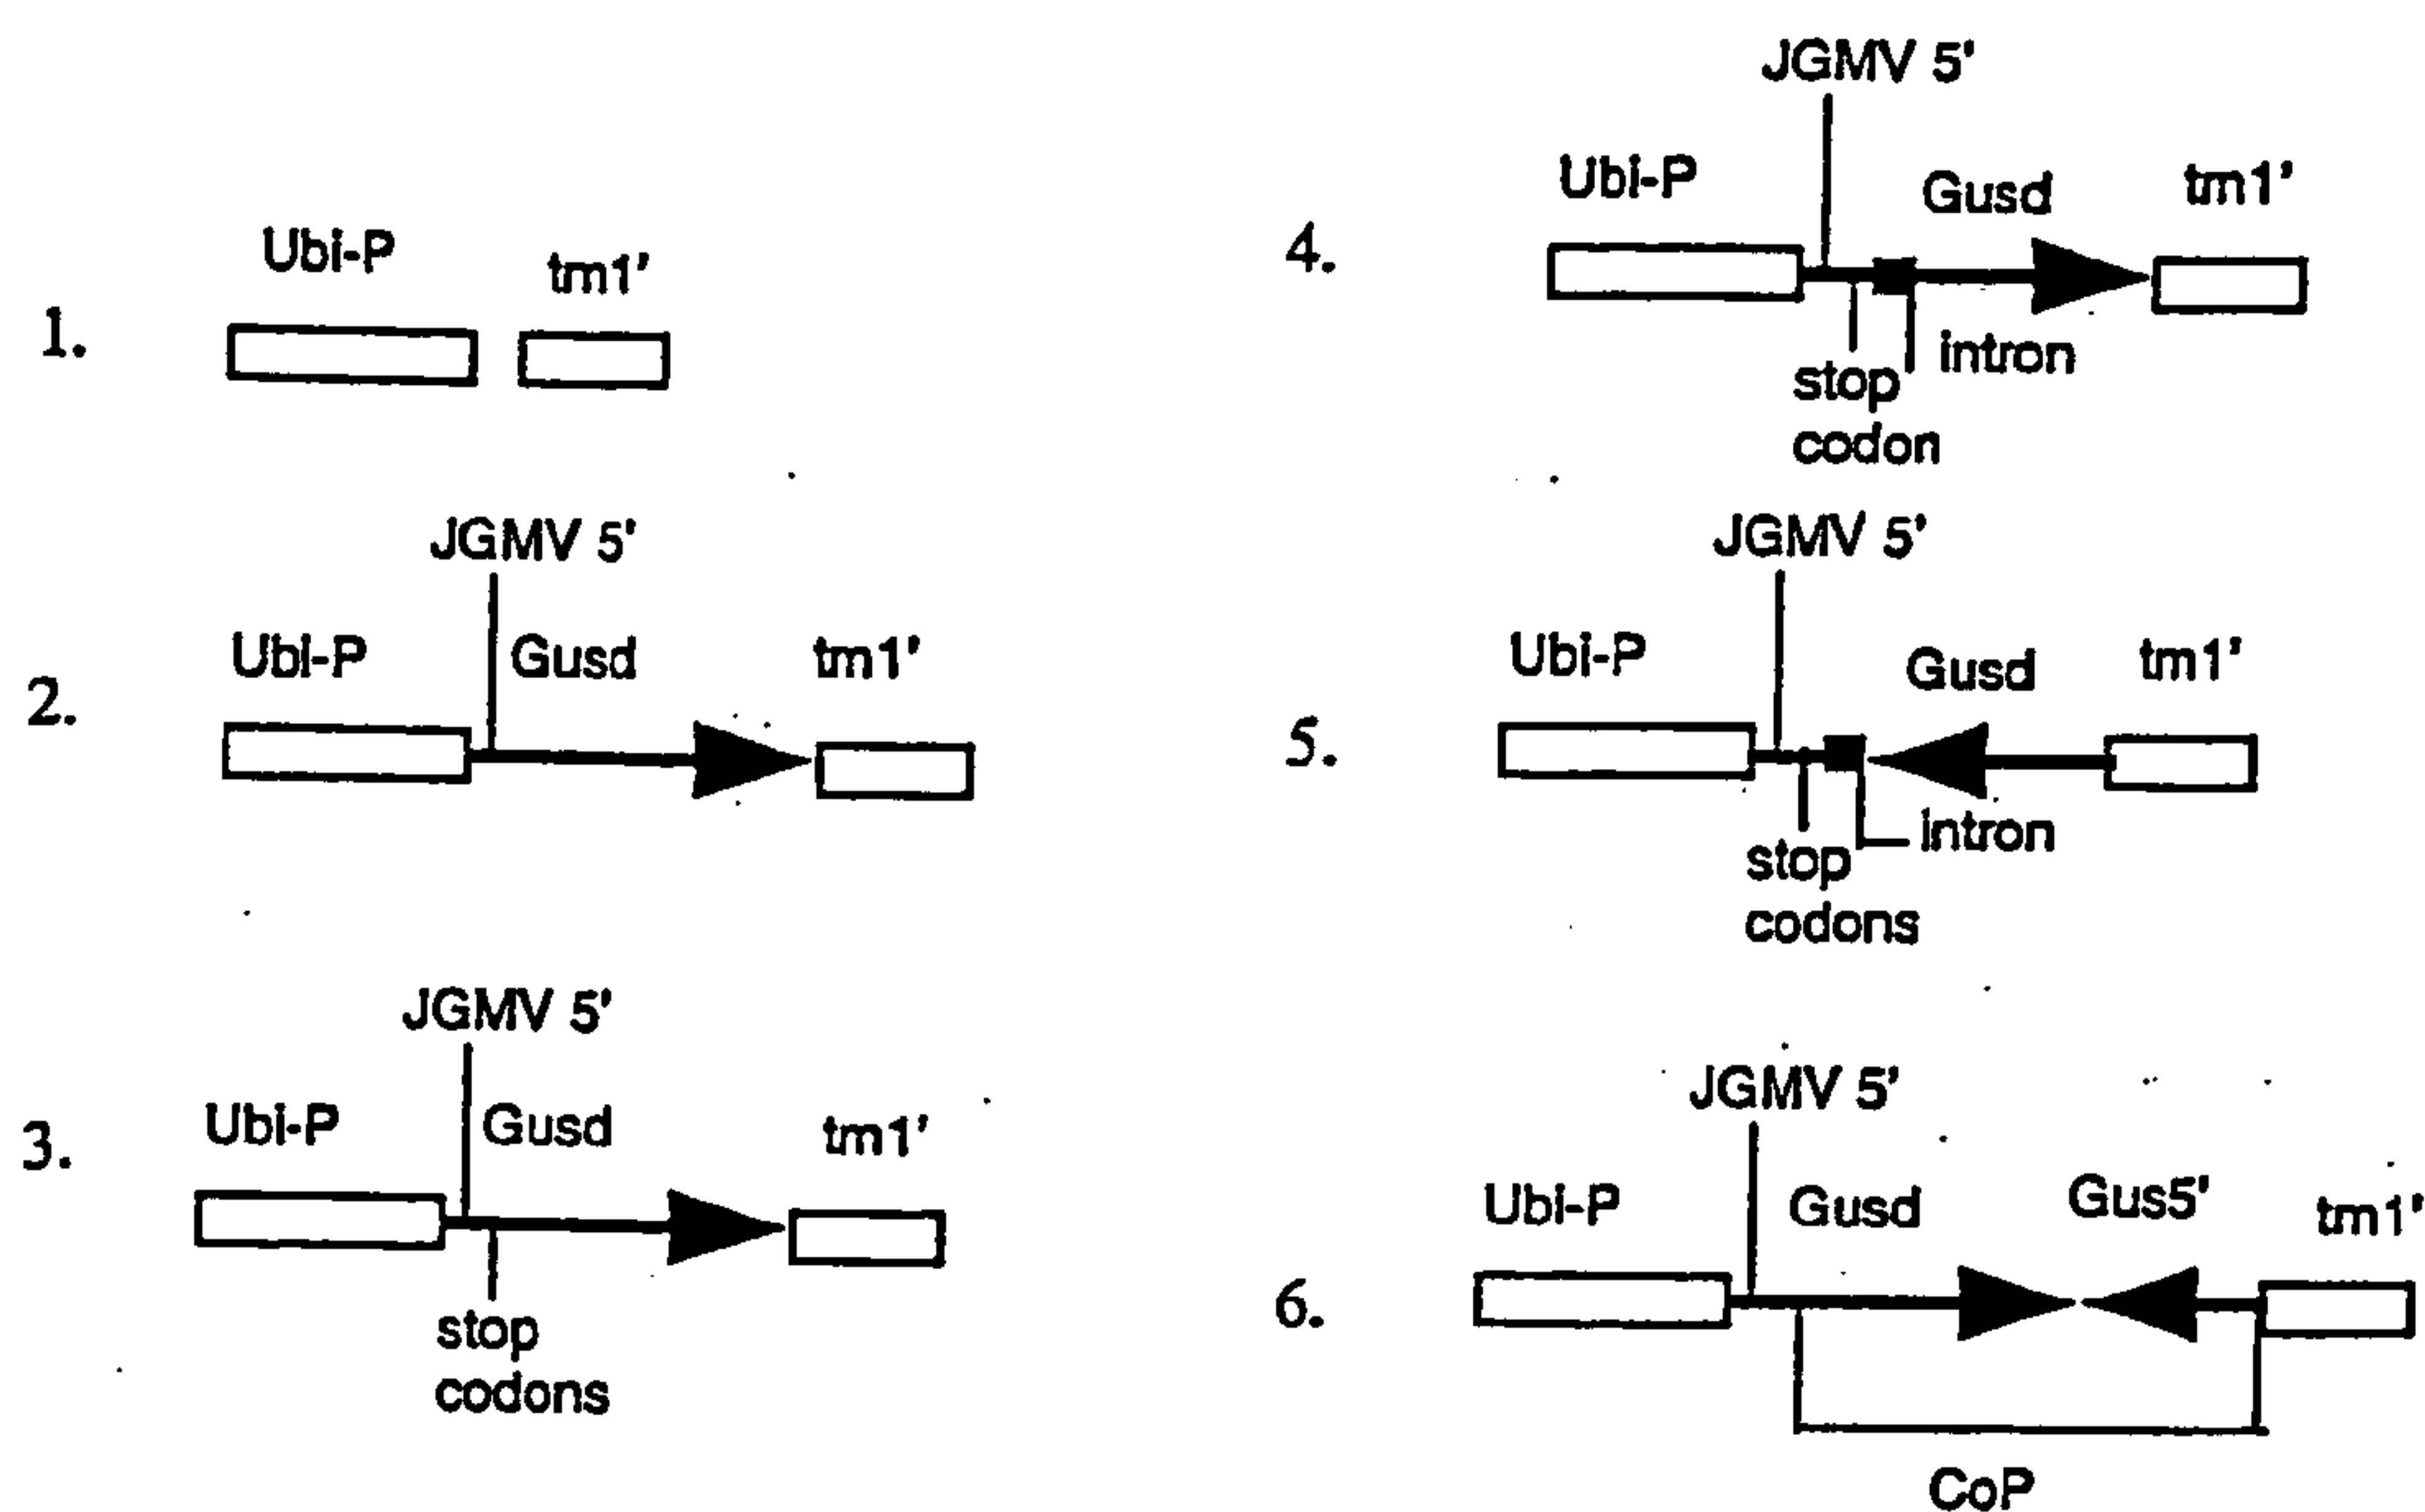 1.
Ubi-P tm1'
2.
JGMV 5'
Ubi-P Gusd tm1'
3.
JGMV 5'
Ubi-P Gusd tm1'
stop
codons
4.
JGMV 5'
Ubi-P Gusd tm1'
intron
stop
codon
5.
JGMV 5'
Ubi-P Gusd tm1'
intron
stop
codons
6.
JGMV 5'
Ubi-P Gusd Gus5' tm1'
CoP